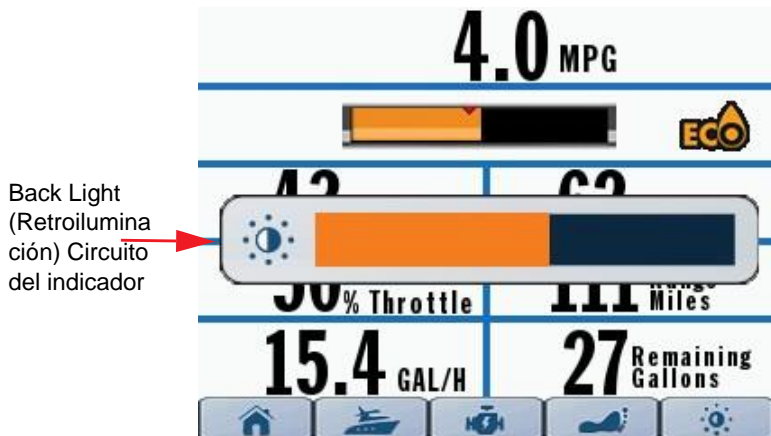 4.0 MPG
ECO
Back Light
(Retroilumina
ción) Circuito
del indicador
% Throttle
111 Miles
15.4 GAL/H
27 Remaining
Gallons